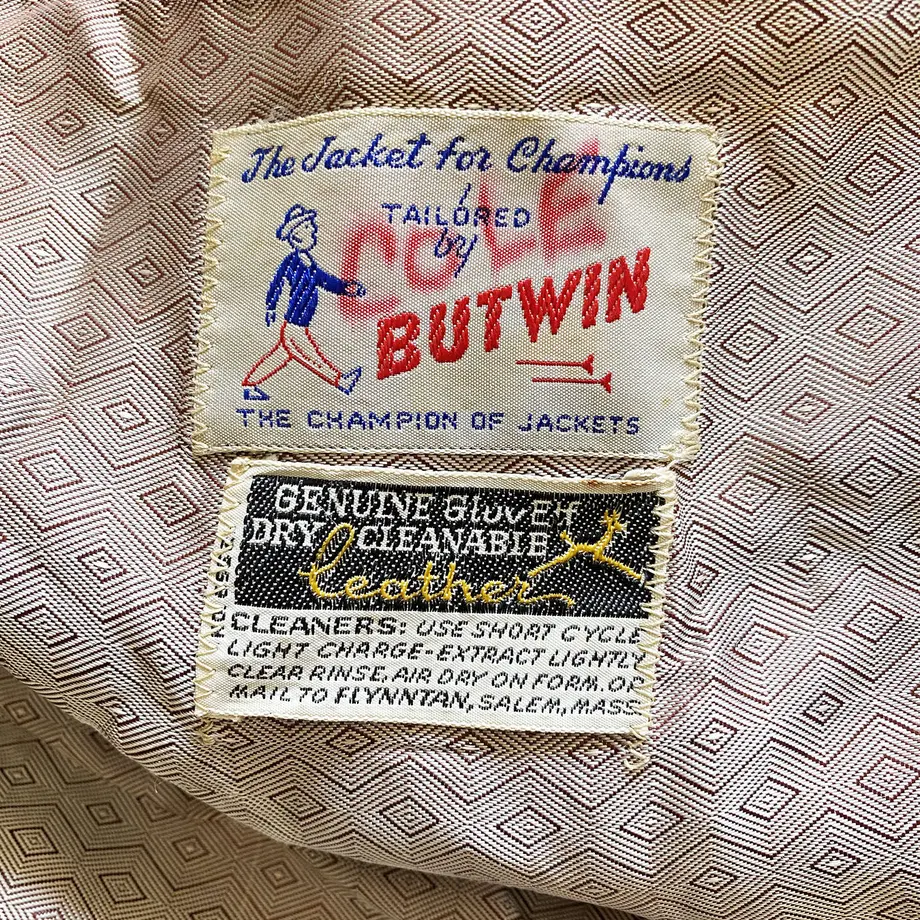 The Jacket for Champions
COLE
TAILORED
by
BUTWIN
THE CHAMPION OF JACKETS
GENUINE Glove
DRY CLEANABLE
leather
CLEANERS: USE SHORT CYCLE
LIGHT CHARGE-EXTRACT LIGHTLY
CLEAR RINSE, AIR DRY ON FORM. OR
MAIL TO FLYNNTAN, SALEM, MASS.